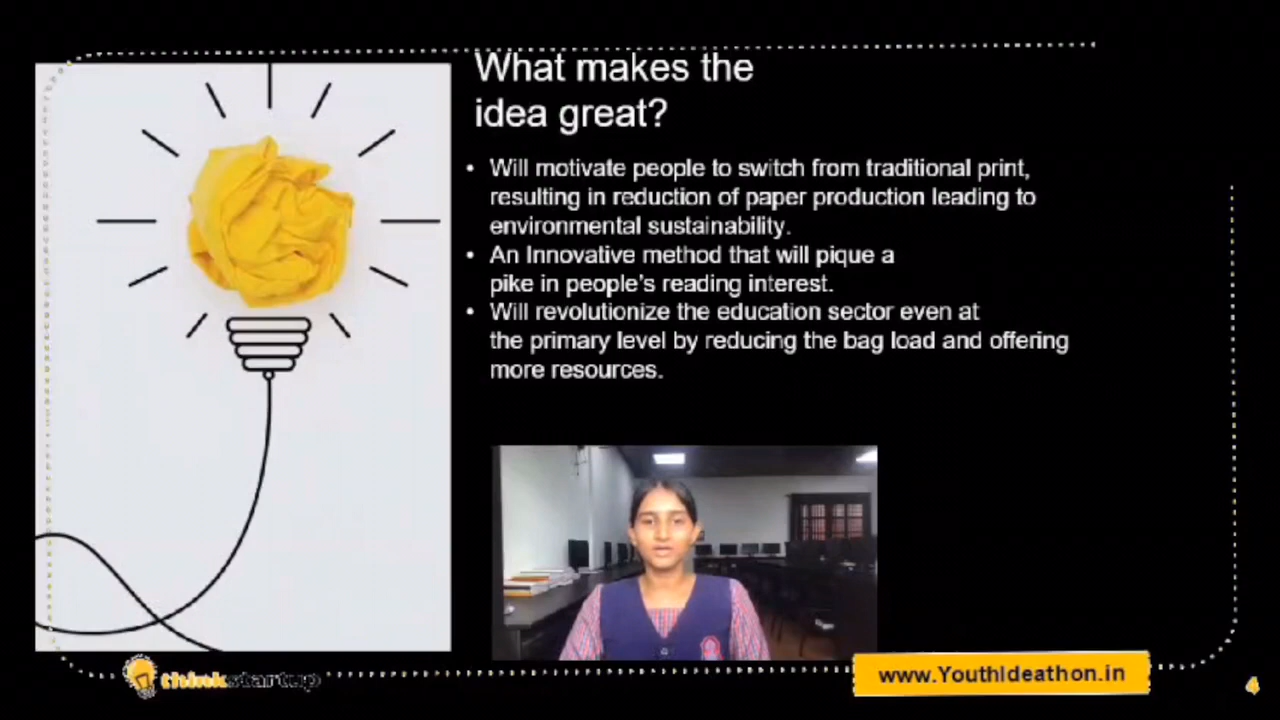 What makes the
idea great?
• Will motivate people to switch from traditional print,
resulting in reduction of paper production leading to
environmental sustainability.
• An Innovative method that will pique a
pike in people's reading interest.
• Will revolutionize the education sector even at
the primary level by reducing the bag load and offering
more resources.
thinkstartup
www.YouthIdeathon.in
4